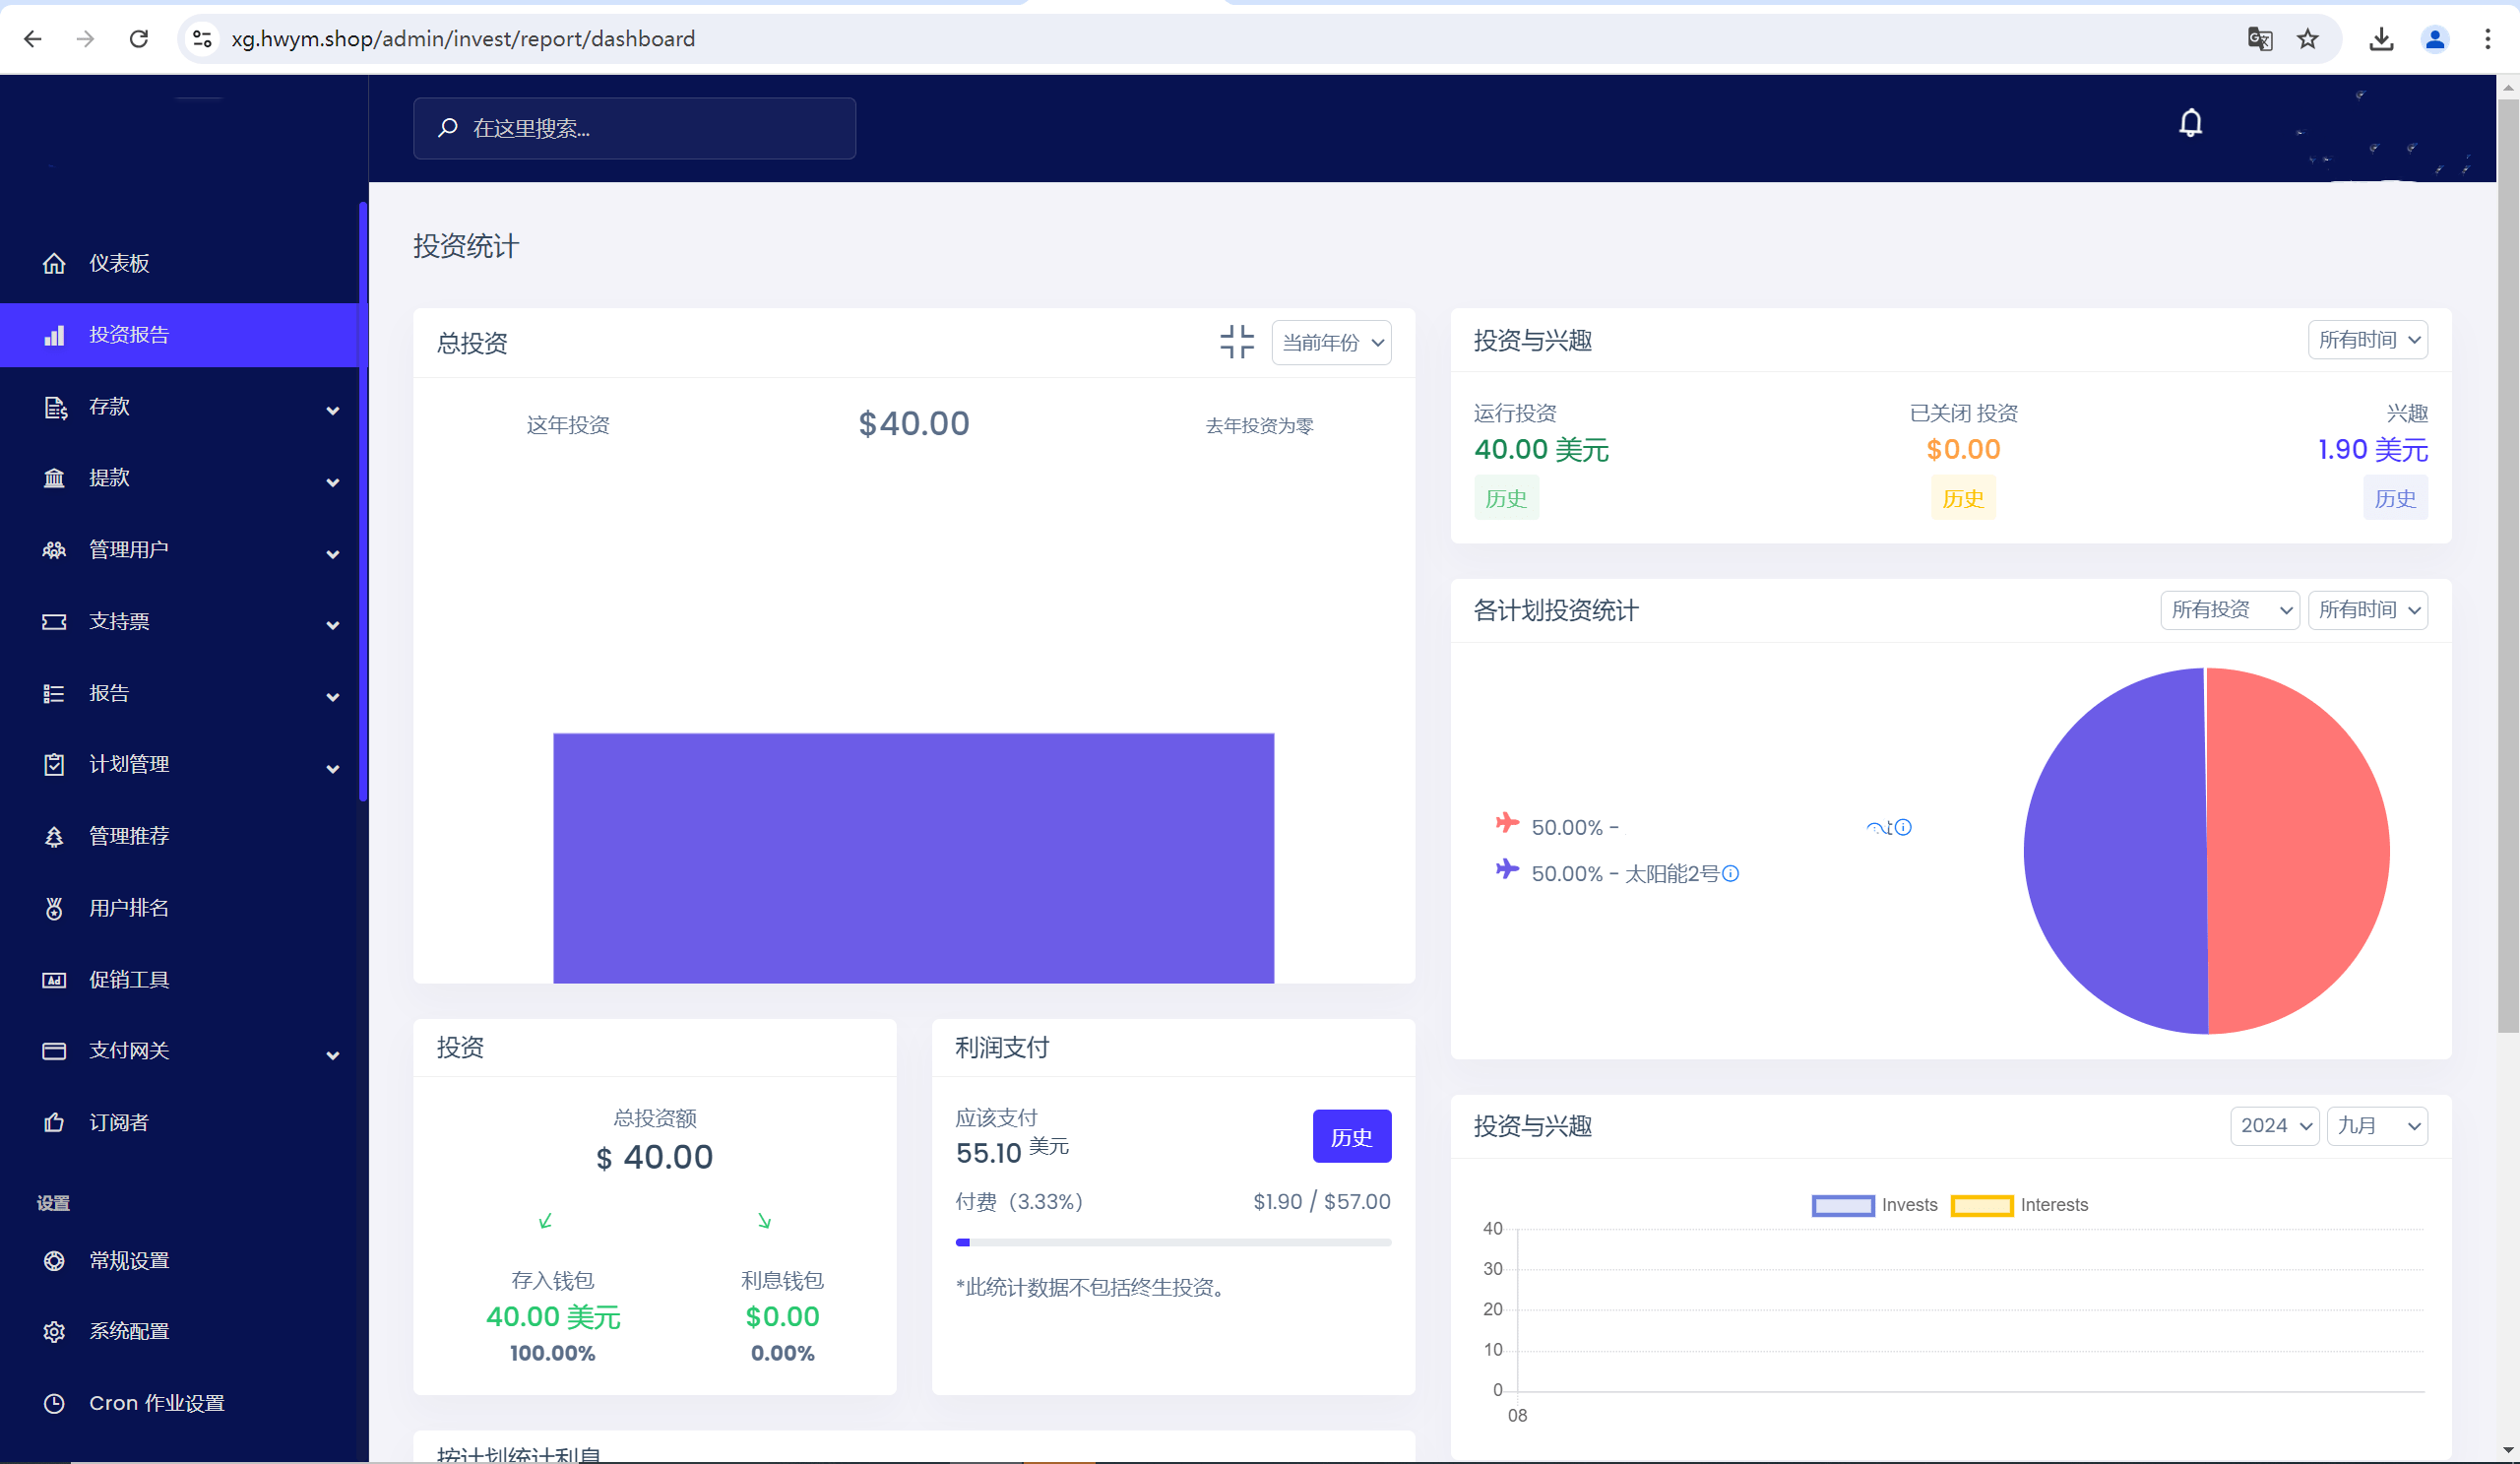 xg.hwym.shop/admin/invest/report/dashboard
在这里搜索...
仪表板
投资报告
存款
提款
管理用户
支持票
报告
计划管理
管理推荐
用户排名
Ad
促销工具
支付网关
订阅者
设置
常规设置
系统配置
Cron 作业设置
投资统计
总投资
当前年份
这年投资
$40.00
去年投资为零
投资与兴趣
所有时间
运行投资
40.00 美元
历史
已关闭 投资
$0.00
历史
兴趣
1.90 美元
历史
各计划投资统计
所有投资
所有时间
50.00% -
50.00% - 太阳能2号
投资
总投资额
$ 40.00
存入钱包
40.00 美元
100.00%
利息钱包
$0.00
0.00%
利润支付
应该支付
55.10 美元
历史
付费（3.33%）
$1.90 / $57.00
*此统计数据不包括终生投资。
投资与兴趣
2024
九月
Invests
Interests
40
30
20
10
0
08
按计划统计利息